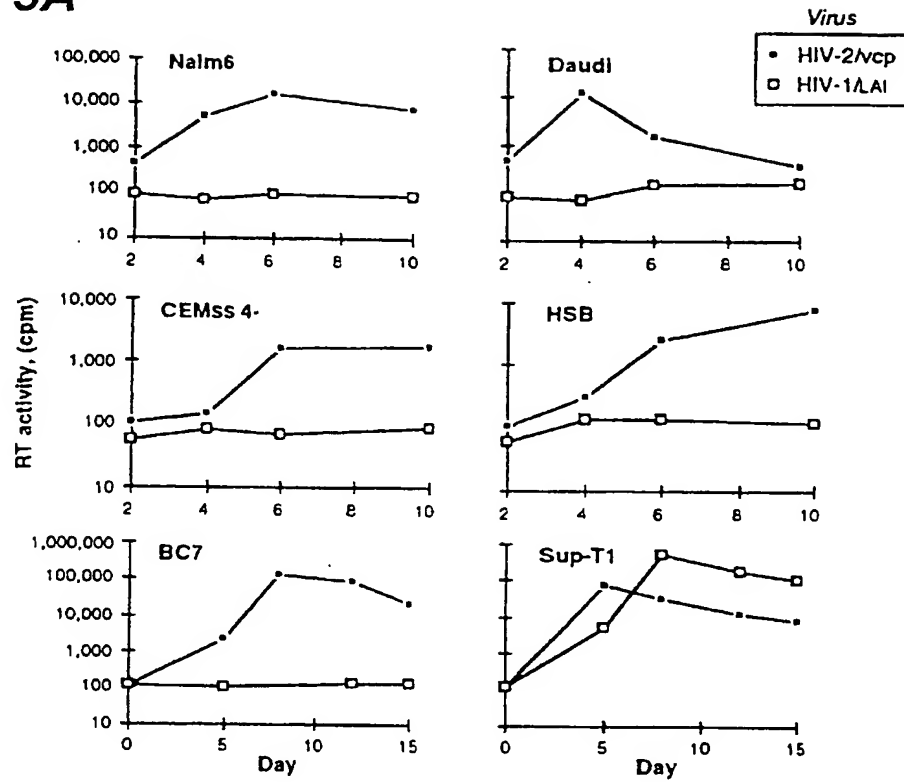 3A
Virus
HIV-2/vcp
HIV-1/LAI
Nalm6
100,000
10,000
1,000
100
10
2 4 6 8 10
Daudi
2 4 6 8 10
RT activity, (cpm)
CEMss 4-
10,000
1,000
100
10
2 4 6 8 10
HSB
2 4 6 8 10
BC7
1,000,000
100,000
10,000
1,000
100
10
0 5 10 15
Day
Sup-T1
0 5 10 15
Day